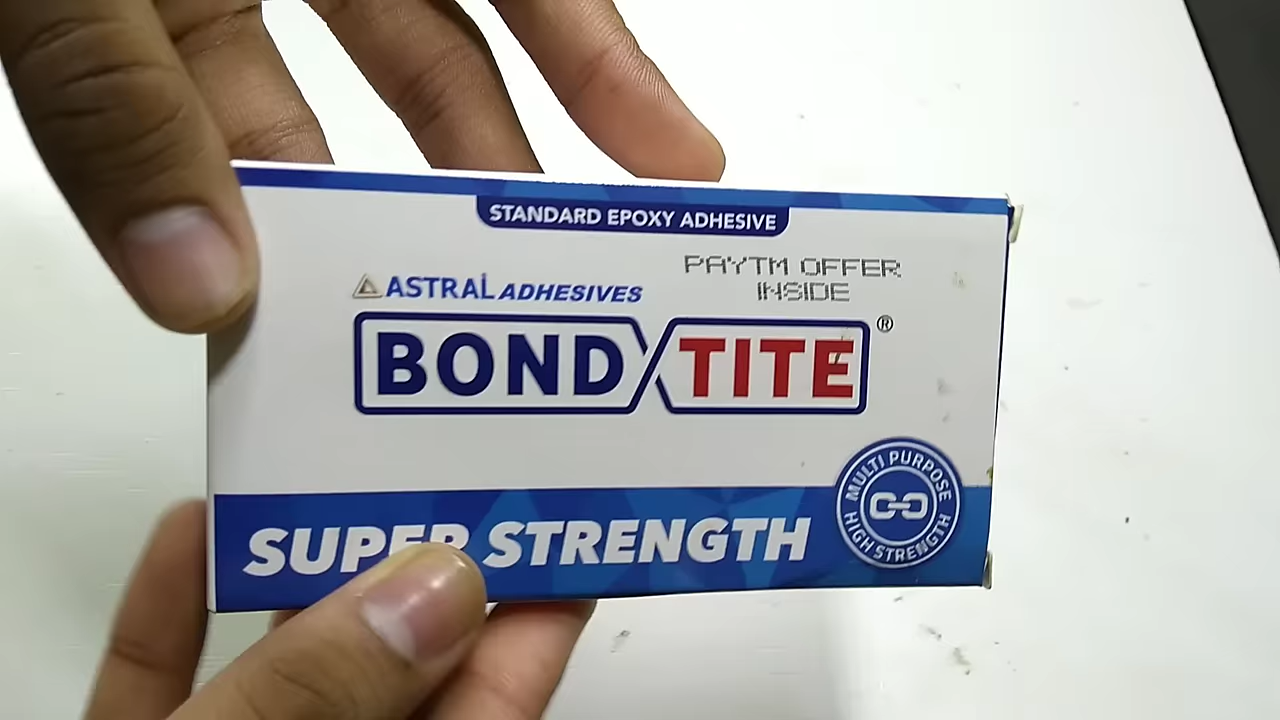 STANDARD EPOXY ADHESIVE
PAYTM OFFER
INSIDE
ASTRAL ADHESIVES
BOND TITE ®
SUPER STRENGTH
MULTI PURPOSE
HIGH STRENGTH